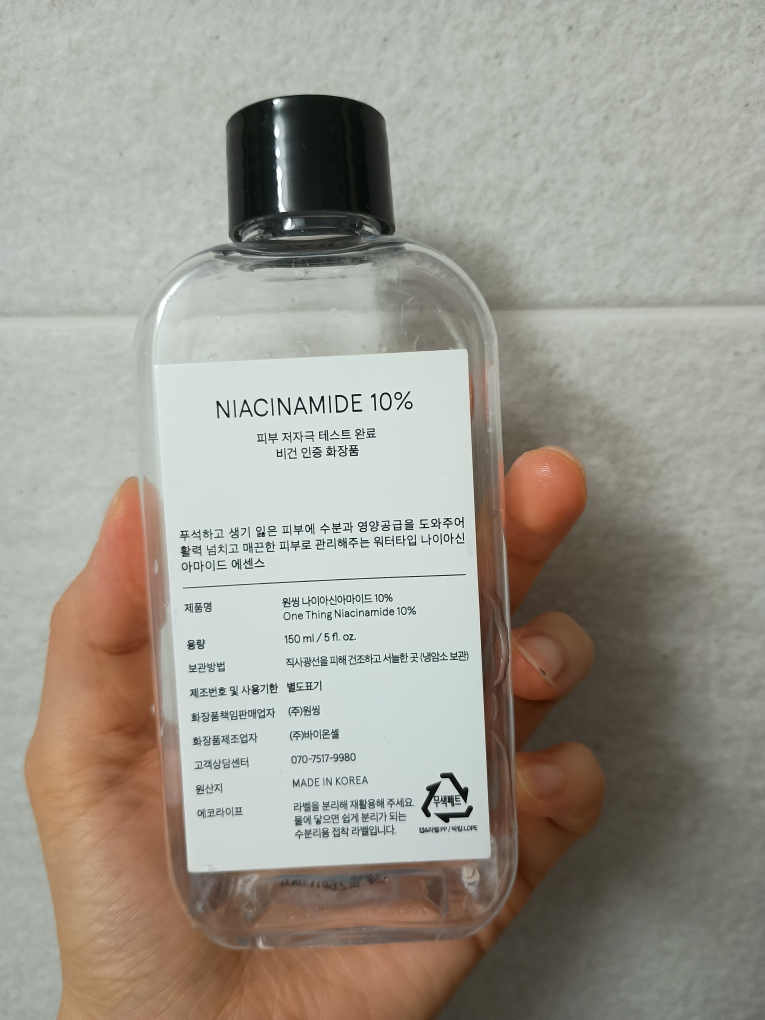 NIACINAMIDE 10%
피부 저자극 테스트 완료
비건 인증 화장품
푸석하고 생기 잃은 피부에 수분과 영양공급을 도와주어
활력 넘치고 매끈한 피부로 관리해주는 워터타입 나이아신
아마이드 에센스
제품명 원씽 나이아신아마이드 10%
One Thing Niacinamide 10%
용량 150 ml / 5 fl. oz.
보관방법 직사광선을 피해 건조하고 서늘한 곳 (냉암소 보관)
제조번호 및 사용기한 별도표기
화장품책임판매업자 (주)원씽
화장품제조업자 (주)바이온셀
고객상담센터 070-7517-9980
원산지 MADE IN KOREA
에코라이프 라벨을 분리해 재활용해 주세요.
물에 닿으면 쉽게 분리가 되는
수분리용 접착 라벨입니다.
무색페트
캡&라벨:PP / 박킹:LDPE